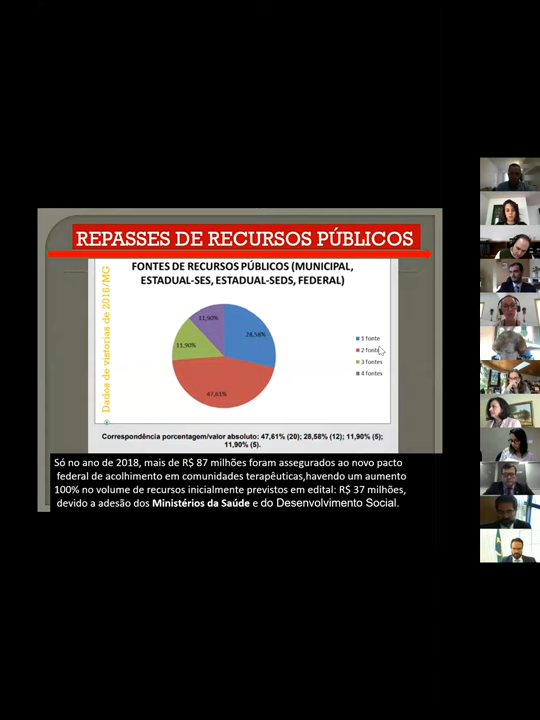 REPASSES DE RECURSOS PÚBLICOS
FONTES DE RECURSOS PÚBLICOS (MUNICIPAL,
ESTADUAL-SES, ESTADUAL-SEDS, FEDERAL)
Dados de vistorias de 2016/MG
11,90%
28,58%
11,90%
47,61%
1 fonte
2 fontes
3 fontes
4 fontes
Correspondência porcentagem/valor absoluto: 47,61% (20); 28,58% (12); 11,90% (5);
11,90% (5).
Só no ano de 2018, mais de R$ 87 milhões foram assegurados ao novo pacto
federal de acolhimento em comunidades terapêuticas,havendo um aumento
100% no volume de recursos inicialmente previstos em edital: R$ 37 milhões,
devido a adesão dos Ministérios da Saúde e do Desenvolvimento Social.